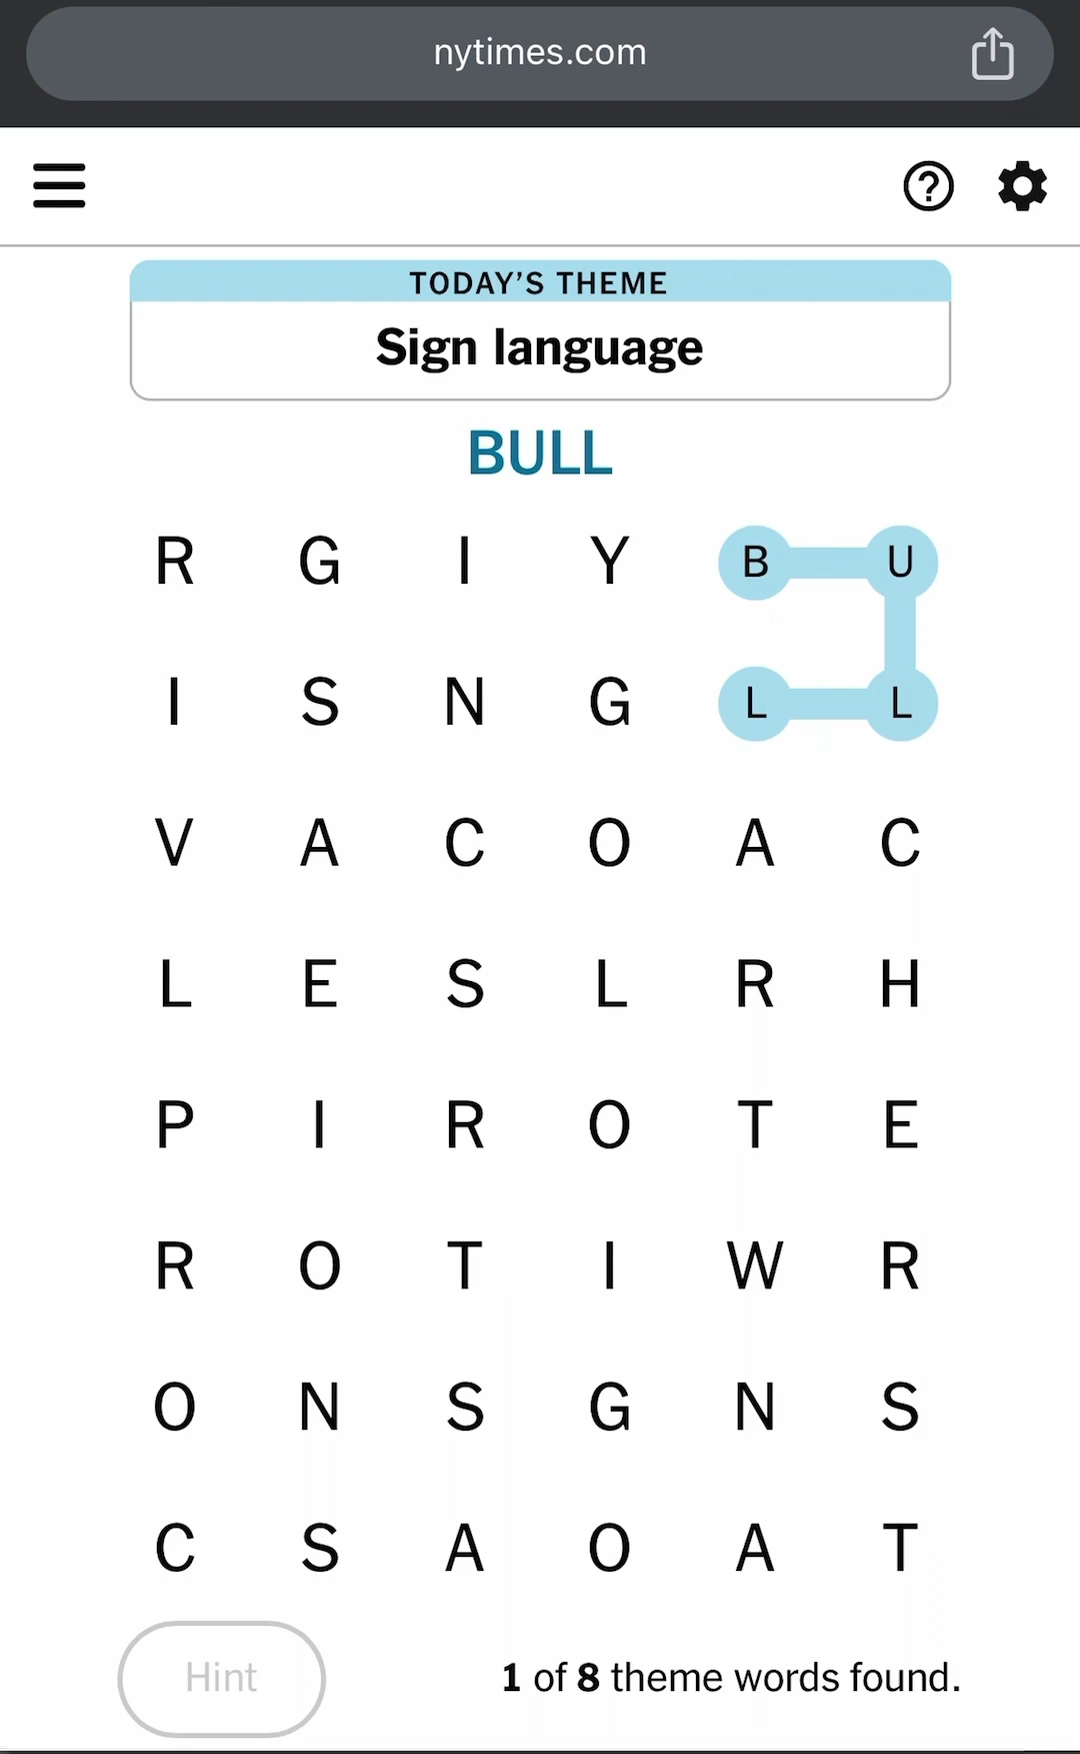 nytimes.com
TODAY'S THEME
Sign language
BULL
R G I Y B U
I S N G L L
V A C O A C
L E S L R H
P I R O T E
R O T I W R
O N S G N S
C S A O A T
Hint
1 of 8 theme words found.